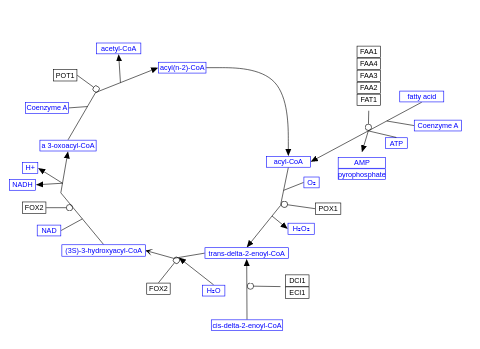 acetyl-CoA
FAA1
FAA4
FAA3
FAA2
FAT1
POT1
acyl(n-2)-CoA
fatty acid
Coenzyme A
Coenzyme A
ATP
a 3-oxoacyl-CoA
acyl-CoA
AMP
pyrophosphate
H+
NADH
O₂
FOX2
POX1
NAD
H₂O₂
(3S)-3-hydroxyacyl-CoA
trans-delta-2-enoyl-CoA
FOX2
H₂O
DCI1
ECI1
cis-delta-2-enoyl-CoA